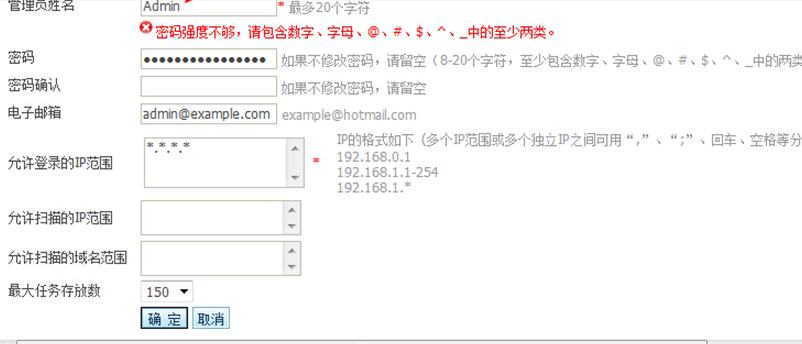 管理员姓名 Admin * 最多20个字符
密码强度不够，请包含数字、字母、@、#、$、^、_中的至少两类。
密码 •••••••••••••••• 如果不修改密码，请留空（8-20个字符，至少包含数字、字母、@、#、$、^、_中的两类
密码确认 如果不修改密码，请留空
电子邮箱 admin@example.com example@hotmail.com
允许登录的IP范围 *.*.*.* * IP的格式如下（多个IP范围或多个独立IP之间可用“,”、“;”、回车、空格等分
192.168.0.1
192.168.1.1-254
192.168.1.*
允许扫描的IP范围
允许扫描的域名范围
最大任务存放数 150
确 定 取消